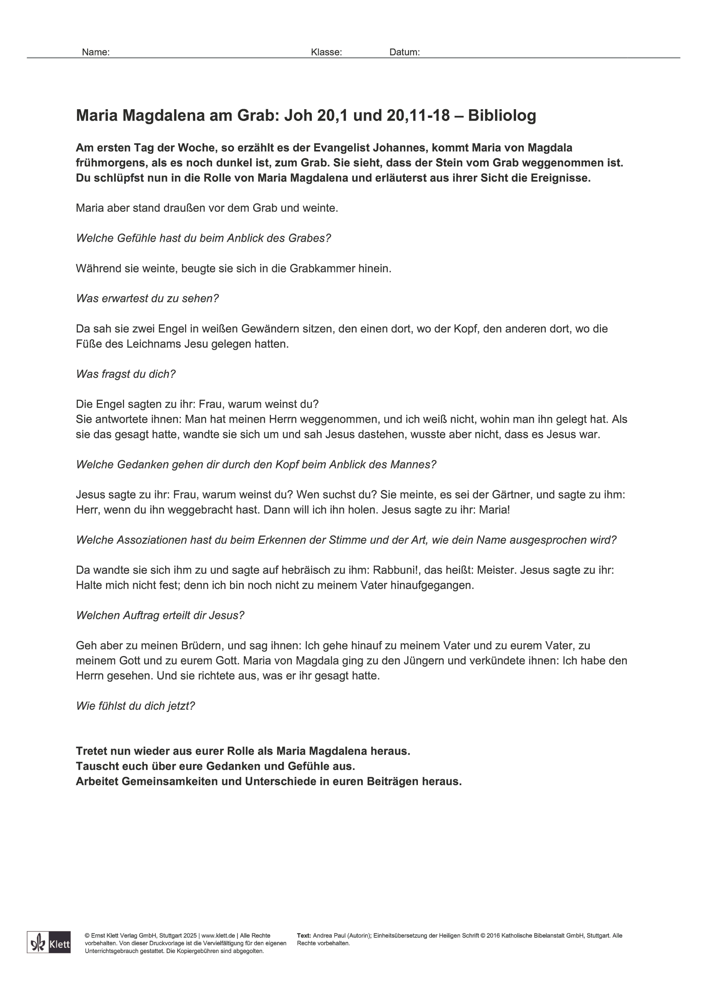 Name: Klasse: Datum:
Maria Magdalena am Grab: Joh 20,1 und 20,11-18 – Bibliolog
Am ersten Tag der Woche, so erzählt es der Evangelist Johannes, kommt Maria von Magdala
frühmorgens, als es noch dunkel ist, zum Grab. Sie sieht, dass der Stein vom Grab weggenommen ist.
Du schlüpfst nun in die Rolle von Maria Magdalena und erläuterst aus ihrer Sicht die Ereignisse.
Maria aber stand draußen vor dem Grab und weinte.
Welche Gefühle hast du beim Anblick des Grabes?
Während sie weinte, beugte sie sich in die Grabkammer hinein.
Was erwartest du zu sehen?
Da sah sie zwei Engel in weißen Gewändern sitzen, den einen dort, wo der Kopf, den anderen dort, wo die
Füße des Leichnams Jesu gelegen hatten.
Was fragst du dich?
Die Engel sagten zu ihr: Frau, warum weinst du?
Sie antwortete ihnen: Man hat meinen Herrn weggenommen, und ich weiß nicht, wohin man ihn gelegt hat. Als
sie das gesagt hatte, wandte sie sich um und sah Jesus dastehen, wusste aber nicht, dass es Jesus war.
Welche Gedanken gehen dir durch den Kopf beim Anblick des Mannes?
Jesus sagte zu ihr: Frau, warum weinst du? Wen suchst du? Sie meinte, es sei der Gärtner, und sagte zu ihm:
Herr, wenn du ihn weggebracht hast. Dann will ich ihn holen. Jesus sagte zu ihr: Maria!
Welche Assoziationen hast du beim Erkennen der Stimme und der Art, wie dein Name ausgesprochen wird?
Da wandte sie sich ihm zu und sagte auf hebräisch zu ihm: Rabbuni!, das heißt: Meister. Jesus sagte zu ihr:
Halte mich nicht fest; denn ich bin noch nicht zu meinem Vater hinaufgegangen.
Welchen Auftrag erteilt dir Jesus?
Geh aber zu meinen Brüdern, und sag ihnen: Ich gehe hinauf zu meinem Vater und zu eurem Vater, zu
meinem Gott und zu eurem Gott. Maria von Magdala ging zu den Jüngern und verkündete ihnen: Ich habe den
Herrn gesehen. Und sie richtete aus, was er ihr gesagt hatte.
Wie fühlst du dich jetzt?
Tretet nun wieder aus eurer Rolle als Maria Magdalena heraus.
Tauscht euch über eure Gedanken und Gefühle aus.
Arbeitet Gemeinsamkeiten und Unterschiede in euren Beiträgen heraus.
Klett
© Ernst Klett Verlag GmbH, Stuttgart 2025 | www.klett.de | Alle Rechte
vorbehalten. Von dieser Druckvorlage ist die Vervielfältigung für den eigenen
Unterrichtsgebrauch gestattet. Die Kopiergebühren sind abgegolten.
Text: Andrea Paul (Autorin); Einheitsübersetzung der Heiligen Schrift © 2016 Katholische Bibelanstalt GmbH, Stuttgart. Alle
Rechte vorbehalten.